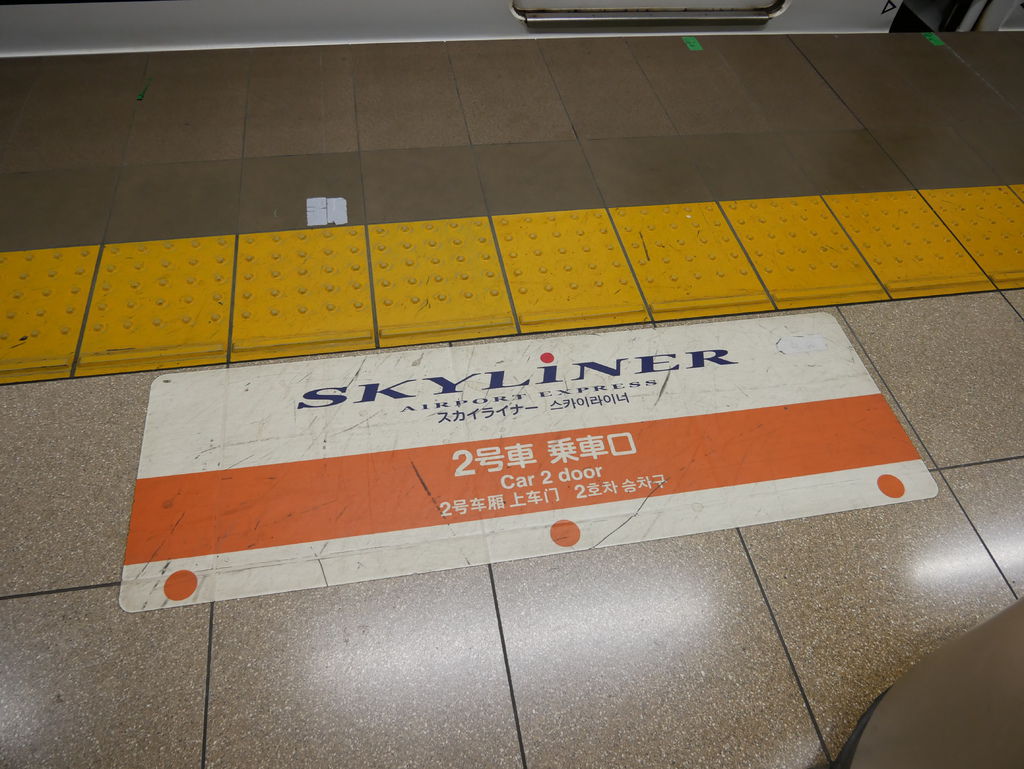 SKYLINER
AIRPORT EXPRESS
スカイライナー 스카이라이너
2号車 乗車口
Car 2 door
2号车厢 上车门 2호차 승차구